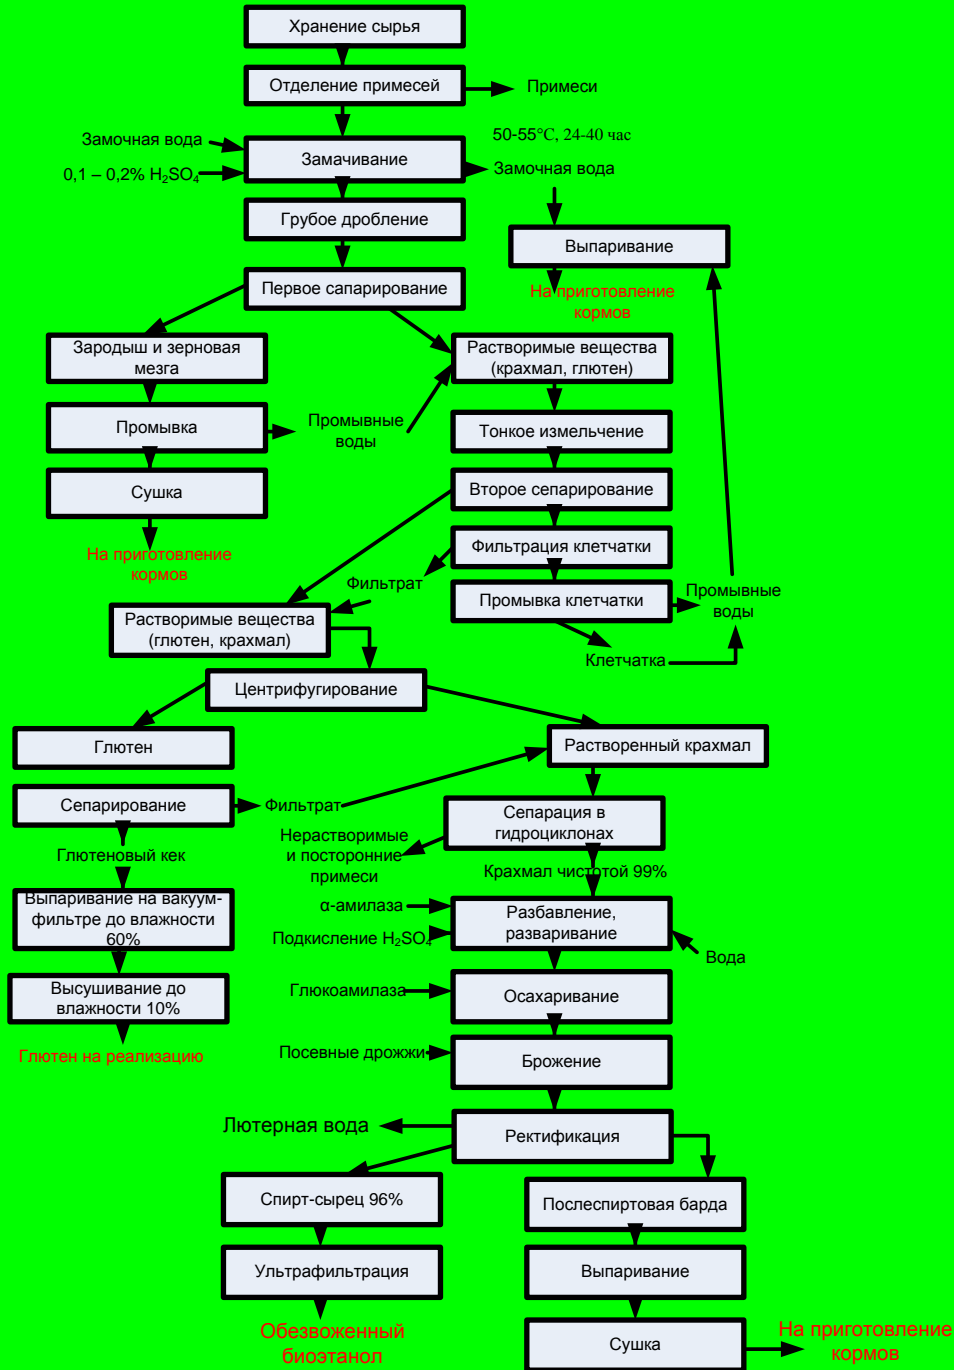 Хранение сырья
Отделение примесей
Примеси
Замочная вода
50-55°С, 24-40 час
Замачивание
0,1 – 0,2% H₂SO₄
Замочная вода
Грубое дробление
Выпаривание
Первое сапарирование
На приготовление
кормов
Зародыш и зерновая
мезга
Растворимые вещества
(крахмал, глютен)
Промывка
Промывные
воды
Тонкое измельчение
Сушка
Второе сепарирование
На приготовление
кормов
Фильтрация клетчатки
Фильтрат
Промывка клетчатки
Промывные
воды
Растворимые вещества
(глютен, крахмал)
Клетчатка
Центрифугирование
Глютен
Растворенный крахмал
Сепарирование
Фильтрат
Сепарация в
гидроциклонах
Нерастворимые
и посторонние
примеси
Глютеновый кек
Крахмал чистотой 99%
Выпаривание на вакуум-
фильтре до влажности
60%
α-амилаза
Подкисление H₂SO₄
Разбавление,
разваривание
Вода
Высушивание до
влажности 10%
Глюкоамилаза
Осахаривание
Глютен на реализацию
Посевные дрожжи
Брожение
Лютерная вода
Ректификация
Спирт-сырец 96%
Послеспиртовая барда
Ультрафильтрация
Выпаривание
Обезвоженный
биоэтанол
Сушка
На приготовление
кормов